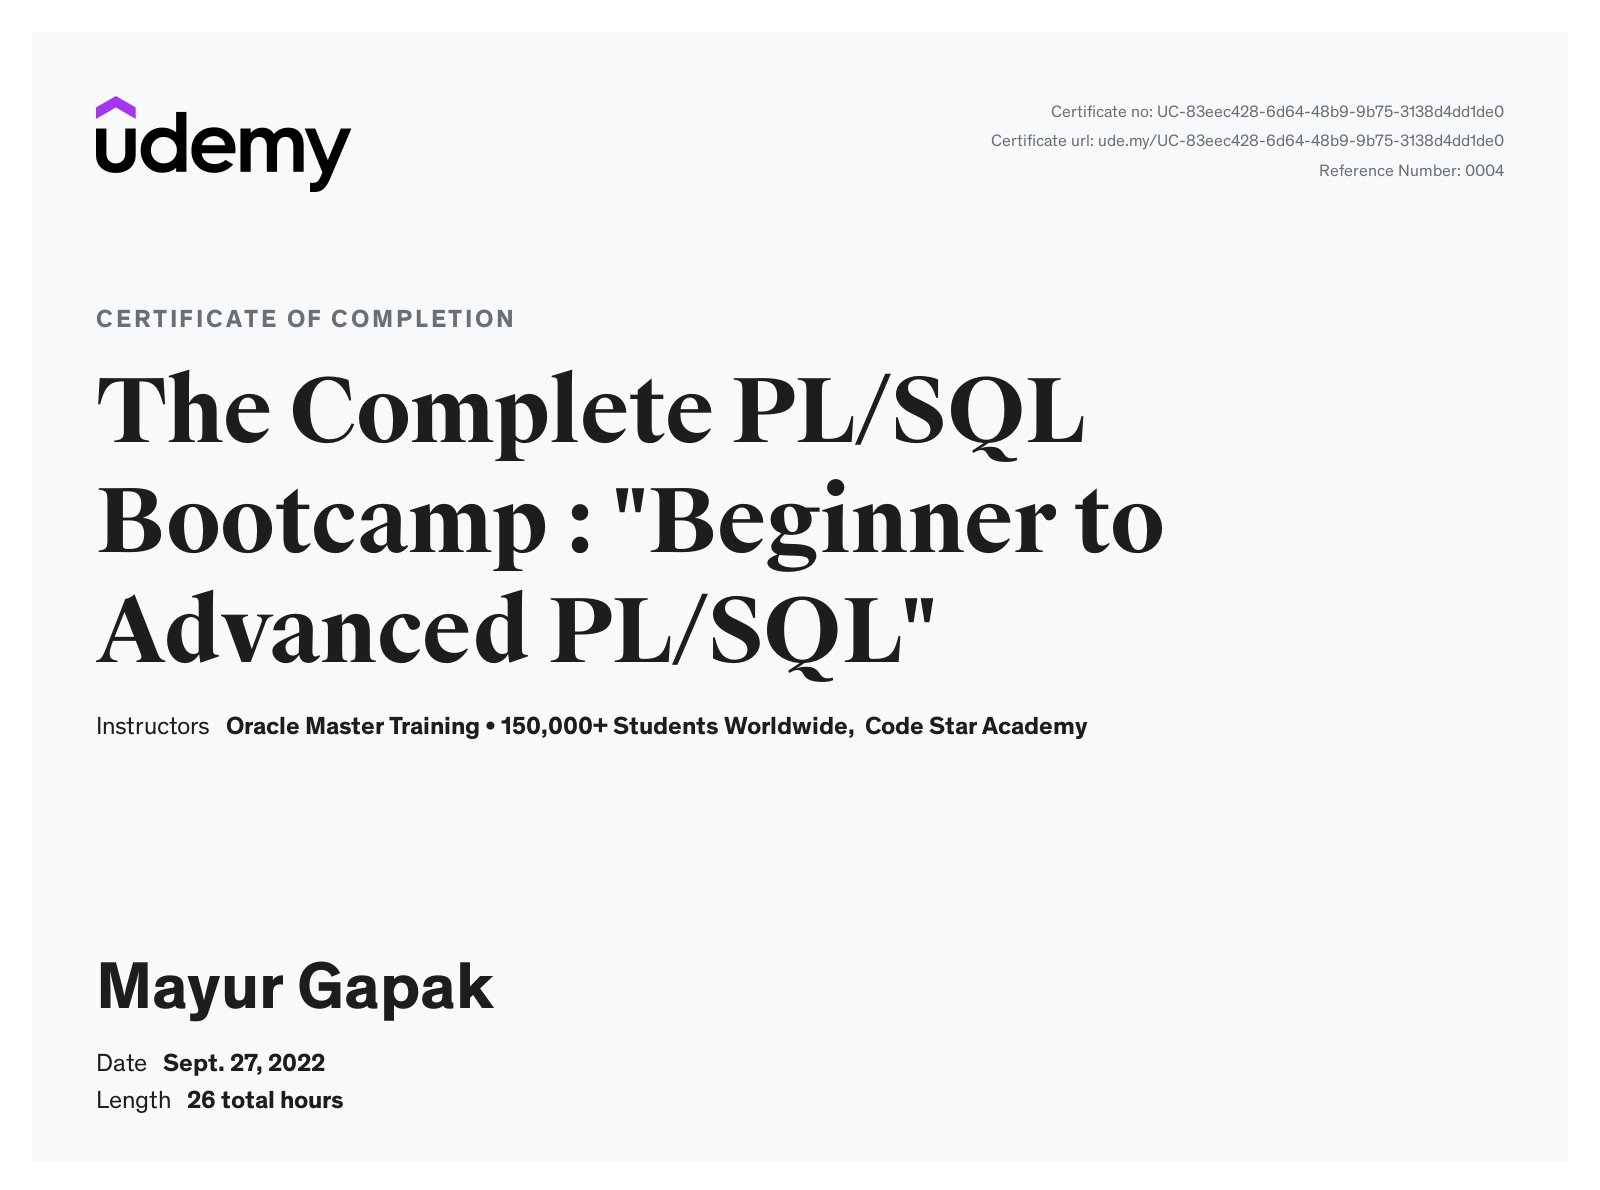 udemy
Certificate no: UC-83eec428-6d64-48b9-9b75-3138d4dd1de0
Certificate url: ude.my/UC-83eec428-6d64-48b9-9b75-3138d4dd1de0
Reference Number: 0004
CERTIFICATE OF COMPLETION
The Complete PL/SQL
Bootcamp : "Beginner to
Advanced PL/SQL"
Instructors Oracle Master Training • 150,000+ Students Worldwide, Code Star Academy
Mayur Gapak
Date Sept. 27, 2022
Length 26 total hours